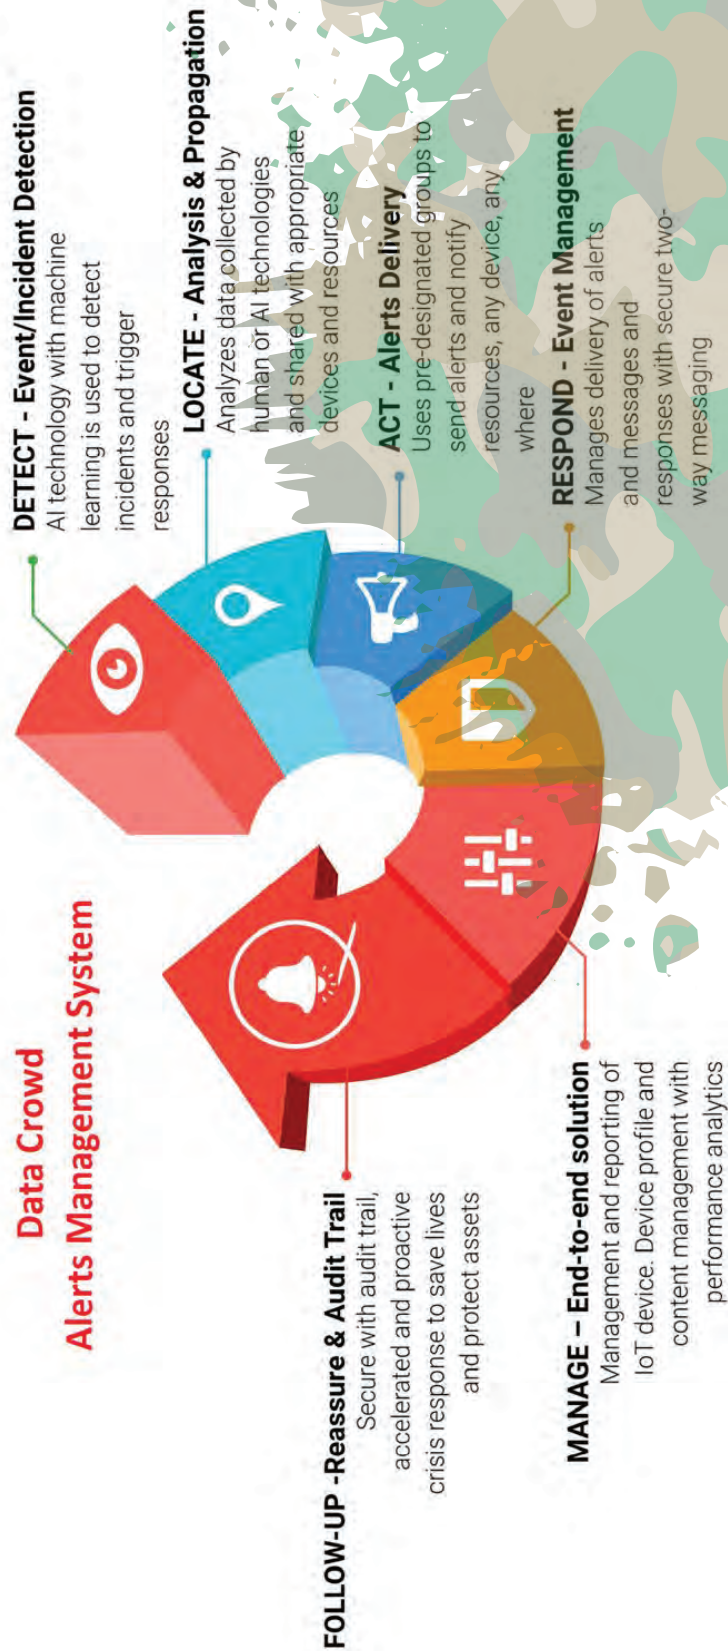 Data Crowd
Alerts Management System
DETECT - Event/Incident Detection
AI technology with machine
learning is used to detect
incidents and trigger
responses
LOCATE - Analysis & Propagation
Analyzes data collected by
human or AI technologies
and shared with appropriate
devices and resources
ACT - Alerts Delivery
Uses pre-designated groups to
send alerts and notify
resources, any device, any
where
RESPOND - Event Management
Manages delivery of alerts
and messages and
responses with secure two-
way messaging
MANAGE – End-to-end solution
Management and reporting of
IoT device. Device profile and
content management with
performance analytics
FOLLOW-UP -Reassure & Audit Trail
Secure with audit trail,
accelerated and proactive
crisis response to save lives
and protect assets